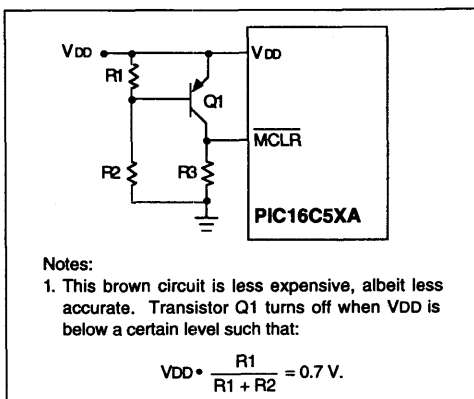 VDD
VDD
R1
Q1
MCLR
R2
R3
PIC16C5XA
Notes:
1. This brown circuit is less expensive, albeit less
accurate. Transistor Q1 turns off when VDD is
below a certain level such that:
VDD • R1 / R1 + R2 = 0.7 V.